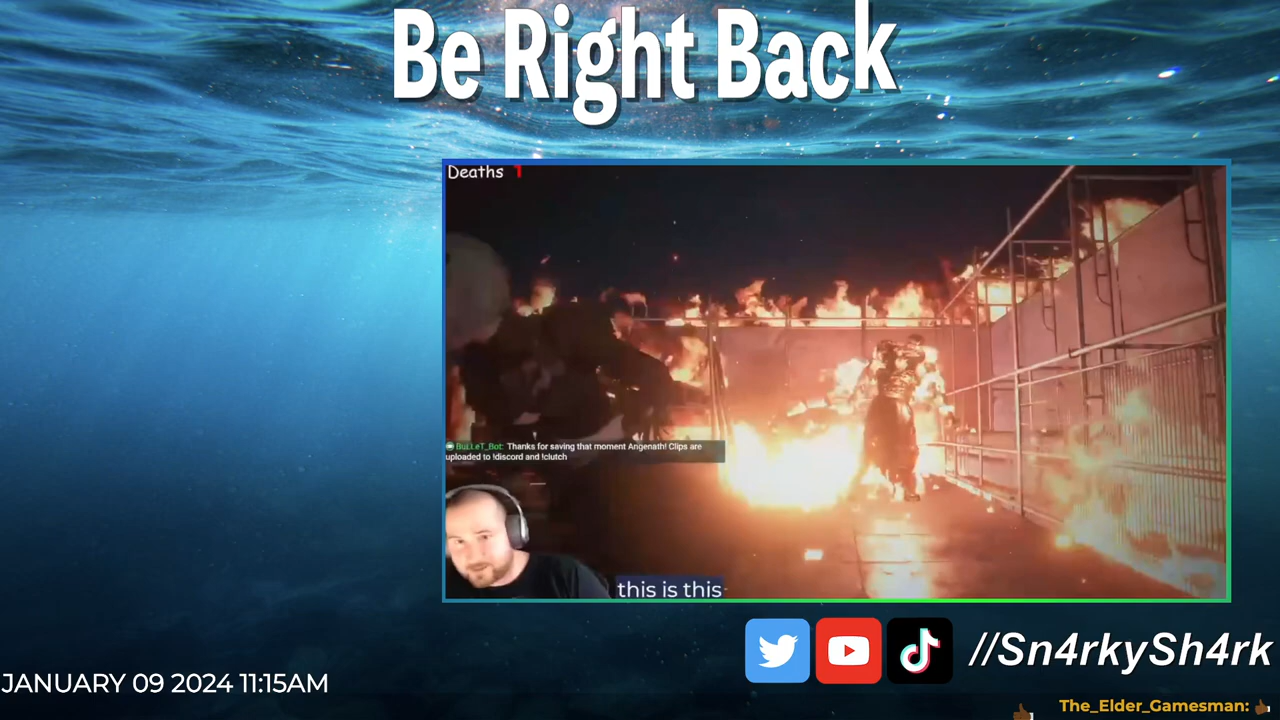 Be Right Back
Deaths 1
BuLLeT_Bot: Thanks for saving that moment Angenath! Clips are
uploaded to !discord and !clutch
this is this
//Sn4rkySh4rk
JANUARY 09 2024 11:15AM
The_Elder_Gamesman: